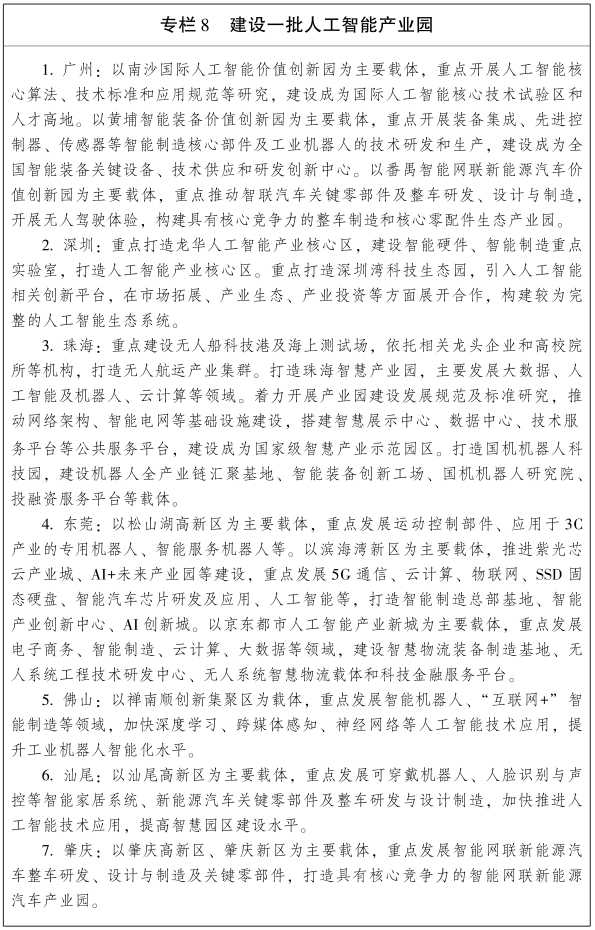 专栏 8　建设一批人工智能产业园
1. 广州：以南沙国际人工智能价值创新园为主要载体，重点开展人工智能核
心算法、技术标准和应用规范等研究，建设成为国际人工智能核心技术试验区和
人才高地。以黄埔智能装备价值创新园为主要载体，重点开展装备集成、先进控
制器、传感器等智能制造核心部件及工业机器人的技术研发和生产，建设成为全
国智能装备关键设备、技术供应和研发创新中心。以番禺智能网联新能源汽车价
值创新园为主要载体，重点推动智联汽车关键零部件及整车研发、设计与制造，
开展无人驾驶体验，构建具有核心竞争力的整车制造和核心零配件生态产业园。
2. 深圳：重点打造龙华人工智能产业核心区，建设智能硬件、智能制造重点
实验室，打造人工智能产业核心区。重点打造深圳湾科技生态园，引入人工智能
相关创新平台，在市场拓展、产业生态、产业投资等方面展开合作，构建较为完
整的人工智能生态系统。
3. 珠海：重点建设无人船科技港及海上测试场，依托相关龙头企业和高校院
所等机构，打造无人航运产业集群。打造珠海智慧产业园，主要发展大数据、人
工智能及机器人、云计算等领域。着力开展产业园建设发展规范及标准研究，推
动网络架构、智能电网等基础设施建设，搭建智慧展示中心、数据中心、技术服
务平台等公共服务平台，建设成为国家级智慧产业示范园区。打造国机机器人科
技园，建设机器人全产业链汇聚基地、智能装备创新工场、国机机器人研究院、
投融资服务平台等载体。
4. 东莞：以松山湖高新区为主要载体，重点发展运动控制部件、应用于 3C
产业的专用机器人、智能服务机器人等。以滨海湾新区为主要载体，推进紫光芯
云产业城、AI+未来产业园等建设，重点发展 5G 通信、云计算、物联网、SSD 固
态硬盘、智能汽车芯片研发及应用、人工智能等，打造智能制造总部基地、智能
产业创新中心、AI 创新城。以京东都市人工智能产业新城为主要载体，重点发展
电子商务、智能制造、云计算、大数据等领域，建设智慧物流装备制造基地、无
人系统工程技术研发中心、无人系统智慧物流载体和科技金融服务平台。
5. 佛山：以禅南顺创新集聚区为载体，重点发展智能机器人、“互联网+” 智
能制造等领域，加快深度学习、跨媒体感知、神经网络等人工智能技术应用，提
升工业机器人智能化水平。
6. 汕尾：以汕尾高新区为主要载体，重点发展可穿戴机器人、人脸识别与声
控等智能家居系统、新能源汽车关键零部件及整车研发与设计制造，加快推进人
工智能技术应用，提高智慧园区建设水平。
7. 肇庆：以肇庆高新区、肇庆新区为主要载体，重点发展智能网联新能源汽
车整车研发、设计与制造及关键零部件，打造具有核心竞争力的智能网联新能源
汽车产业园。